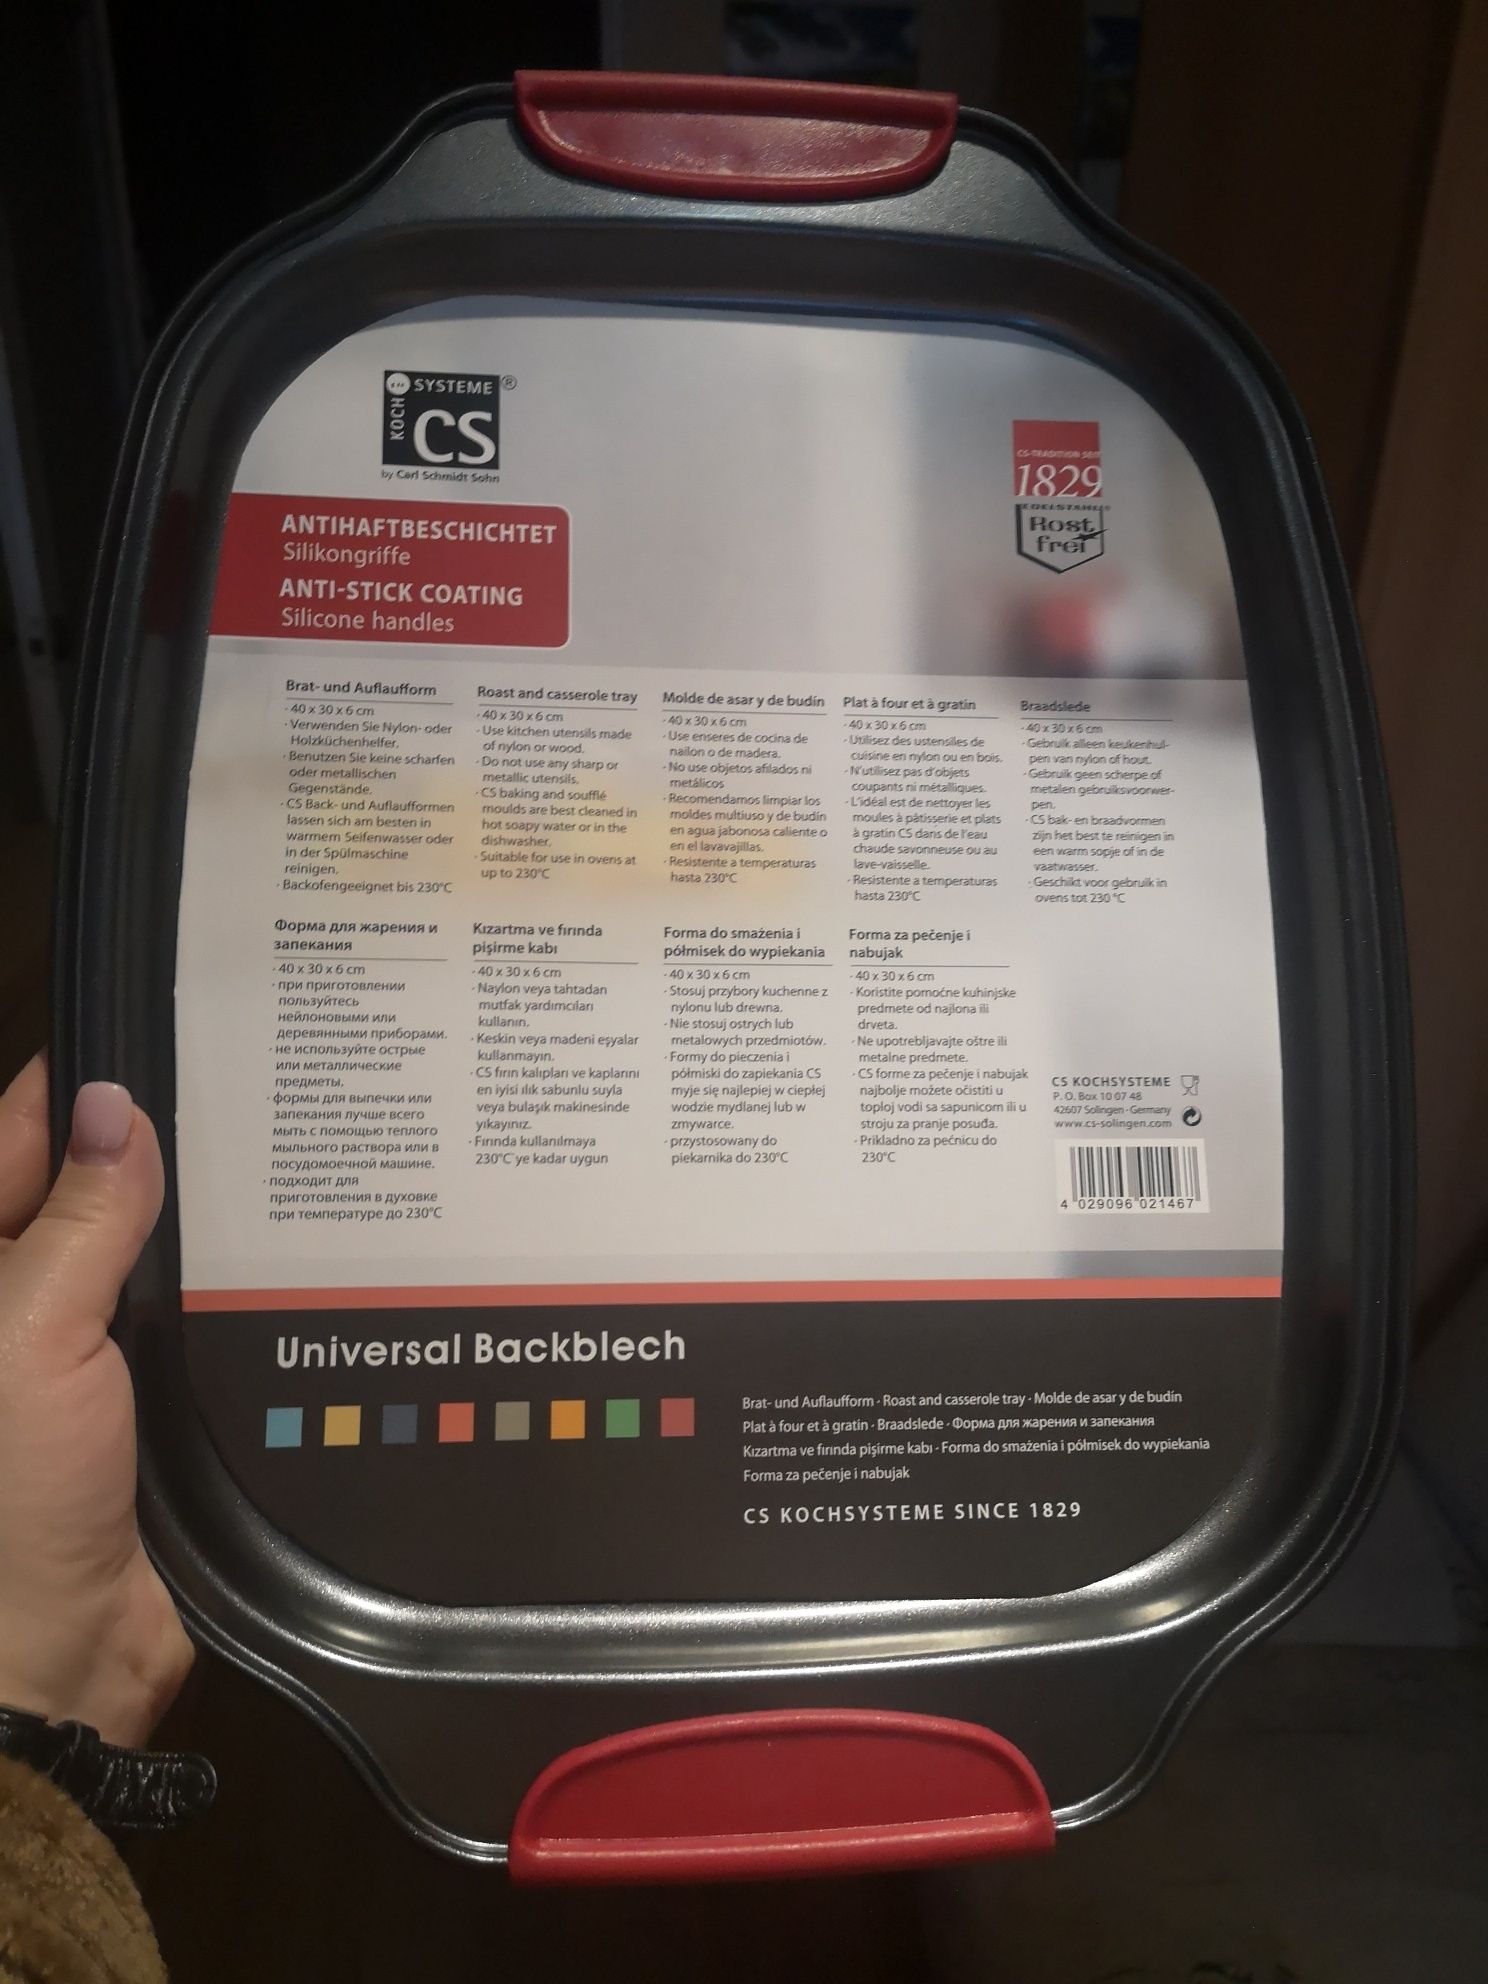 KOCH SYSTEME ®
CS
by Carl Schmidt Sohn
CS-TRADITION SEIT
1829
EDELSTAHL®
Rost
frei
ANTIHAFTBESCHICHTET
Silikongriffe
ANTI-STICK COATING
Silicone handles
Brat- und Auflaufform
· 40 x 30 x 6 cm
· Verwenden Sie Nylon- oder
Holzküchenhelfer.
· Benutzen Sie keine scharfen
oder metallischen
Gegenstände.
· CS Back- und Auflaufformen
lassen sich am besten in
warmem Seifenwasser oder
in der Spülmaschine
reinigen.
· Backofengeeignet bis 230°C
Roast and casserole tray
· 40 x 30 x 6 cm
· Use kitchen utensils made
of nylon or wood.
· Do not use any sharp or
metallic utensils.
· CS baking and soufflé
moulds are best cleaned in
hot soapy water or in the
dishwasher.
· Suitable for use in ovens at
up to 230°C
Molde de asar y de budín
· 40 x 30 x 6 cm
· Use enseres de cocina de
nailon o de madera.
· No use objetos afilados ni
metálicos
· Recomendamos limpiar los
moldes multiuso y de budín
en agua jabonosa caliente o
en el lavavajillas.
· Resistente a temperaturas
hasta 230°C
Plat à four et à gratin
· 40 x 30 x 6 cm
· Utilisez des ustensiles de
cuisine en nylon ou en bois.
· N'utilisez pas d'objets
coupants ni métalliques.
· L'idéal est de nettoyer les
moules à pâtisserie et plats
à gratin CS dans de l'eau
chaude savonneuse ou au
lave-vaisselle.
· Resistente a temperaturas
hasta 230°C
Braadslede
· 40 x 30 x 6 cm
· Gebruik alleen keukenhul-
pen van nylon of hout.
· Gebruik geen scherpe of
metalen gebruiksvoorwer-
pen.
· CS bak- en braadvormen
zijn het best te reinigen in
een warm sopje of in de
vaatwasser.
· Geschikt voor gebruik in
ovens tot 230 °C
Форма для жарения и
запекания
· 40 x 30 x 6 cm
· при приготовлении
пользуйтесь
нейлоновыми или
деревянными приборами.
· не используйте острые
или металлические
предметы.
· формы для выпечки или
запекания лучше всего
мыть с помощью теплого
мыльного раствора или в
посудомоечной машине.
· подходит для
приготовления в духовке
при температуре до 230°C
Kızartma ve fırında
pişirme kabı
· 40 x 30 x 6 cm
· Naylon veya tahtadan
mutfak yardımcıları
kullanın.
· Keskin veya madeni eşyalar
kullanmayın.
· CS fırın kalıpları ve kaplarını
en iyisi ılık sabunlu suyla
veya bulaşık makinesinde
yıkayınız.
· Fırında kullanılmaya
230°C'ye kadar uygun
Forma do smażenia i
półmisek do wypiekania
· 40 x 30 x 6 cm
· Stosuj przybory kuchenne z
nylonu lub drewna.
· Nie stosuj ostrych lub
metalowych przedmiotów.
· Formy do pieczenia i
półmiski do zapiekania CS
myje się najlepiej w ciepłej
wodzie mydlanej lub w
zmywarce.
· przystosowany do
piekarnika do 230°C
Forma za pečenje i
nabujak
· 40 x 30 x 6 cm
· Koristite pomoćne kuhinjske
predmete od najlona ili
drveta.
· Ne upotrebljavajte oštre ili
metalne predmete.
· CS forme za pečenje i nabujak
najbolje možete očistiti u
toploj vodi sa sapunicom ili u
stroju za pranje posuđa.
· Prikladno za pećnicu do
230°C
CS KOCHSYSTEME
P. O. Box 10 07 48
42607 Solingen · Germany
www.cs-solingen.com
4 029096 021467
Universal Backblech
Brat- und Auflaufform · Roast and casserole tray · Molde de asar y de budín
Plat à four et à gratin · Braadslede · Форма для жарения и запекания
Kızartma ve fırında pişirme kabı · Forma do smażenia i półmisek do wypiekania
Forma za pečenje i nabujak
CS KOCHSYSTEME SINCE 1829